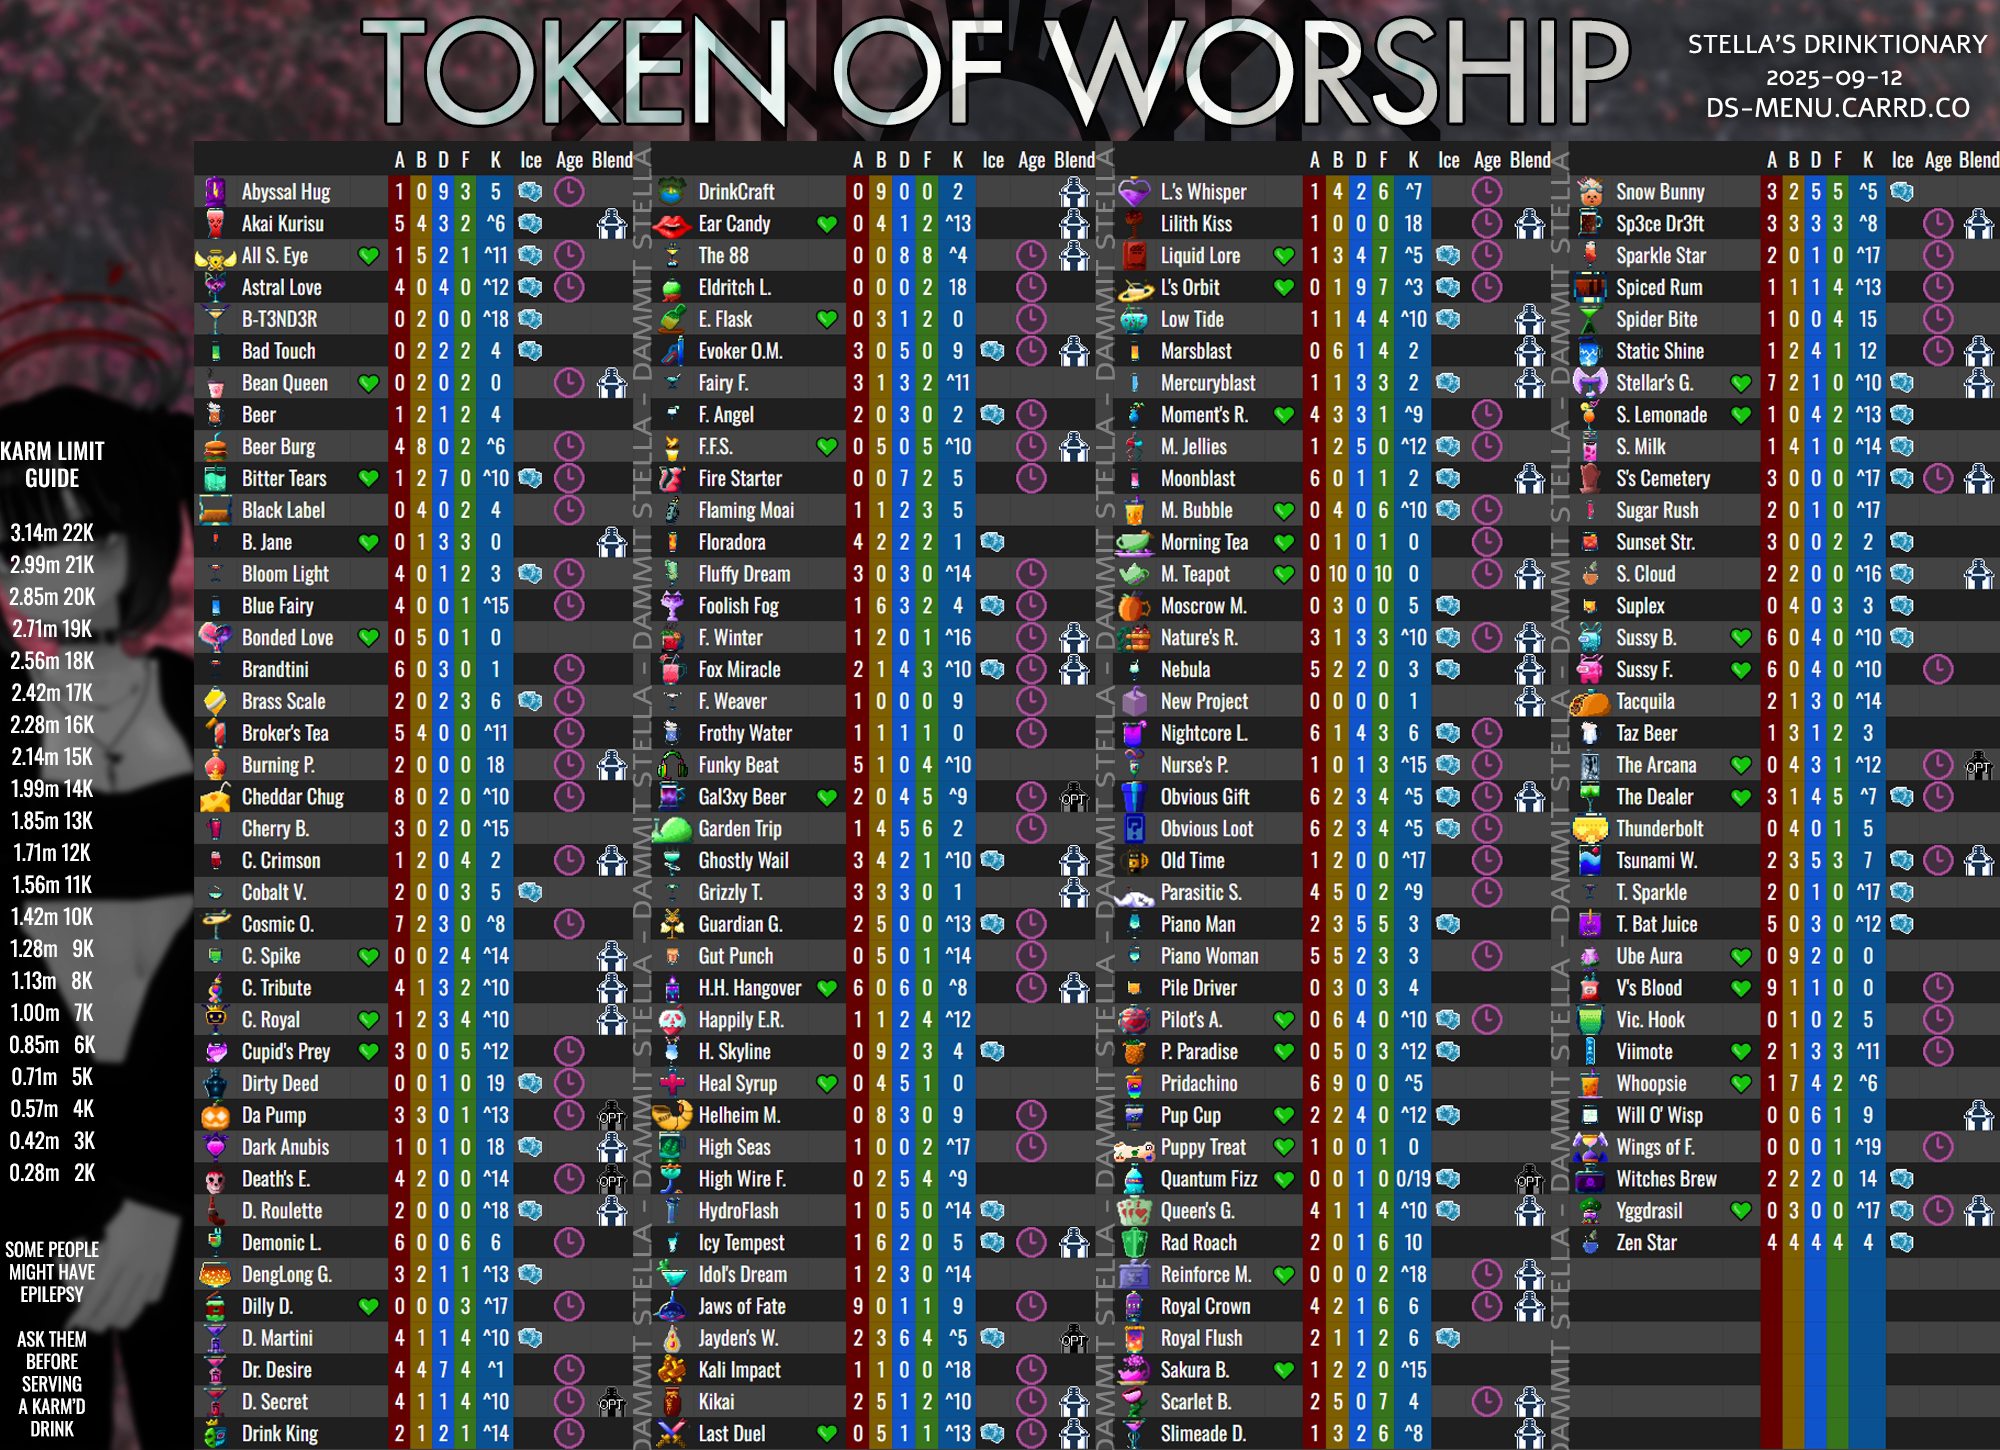 TOKEN OF WORSHIP
STELLA'S DRINKTIONARY
2025-09-12
DS-MENU.CARRD.CO
KARM LIMIT
GUIDE
3.14m 22K
2.99m 21K
2.85m 20K
2.71m 19K
2.56m 18K
2.42m 17K
2.28m 16K
2.14m 15K
1.99m 14K
1.85m 13K
1.71m 12K
1.56m 11K
1.42m 10K
1.28m 9K
1.13m 8K
1.00m 7K
0.85m 6K
0.71m 5K
0.57m 4K
0.42m 3K
0.28m 2K
SOME PEOPLE
MIGHT HAVE
EPILEPSY
ASK THEM
BEFORE
SERVING
A KARM'D
DRINK
A B D F K Ice Age Blend
Abyssal Hug 1 0 9 3 5
Akai Kurisu 5 4 3 2 ^6
All S. Eye 1 5 2 1 ^11
Astral Love 4 0 4 0 ^12
B-T3ND3R 0 2 0 0 ^18
Bad Touch 0 2 2 2 4
Bean Queen 0 2 0 2 0
Beer 1 2 1 2 4
Beer Burg 4 8 0 2 ^6
Bitter Tears 1 2 7 0 ^10
Black Label 0 4 0 2 4
B. Jane 0 1 3 3 0
Bloom Light 4 0 1 2 3
Blue Fairy 4 0 0 1 ^15
Bonded Love 0 5 0 1 0
Brandtini 6 0 3 0 1
Brass Scale 2 0 2 3 6
Broker's Tea 5 4 0 0 ^11
Burning P. 2 0 0 0 18
Cheddar Chug 8 0 2 0 ^10
Cherry B. 3 0 2 0 ^15
C. Crimson 1 2 0 4 2
Cobalt V. 2 0 0 3 5
Cosmic O. 7 2 3 0 ^8
C. Spike 0 0 2 4 ^14
C. Tribute 4 1 3 2 ^10
C. Royal 1 2 3 4 ^10
Cupid's Prey 3 0 0 5 ^12
Dirty Deed 0 0 1 0 19
Da Pump 3 3 0 1 ^13 OPT
Dark Anubis 1 0 1 0 18
Death's E. 4 2 0 0 ^14 OPT
D. Roulette 2 0 0 0 ^18
Demonic L. 6 0 0 6 6
DengLong G. 3 2 1 1 ^13
Dilly D. 0 0 0 3 ^17
D. Martini 4 1 1 4 ^10
Dr. Desire 4 4 7 4 ^1
D. Secret 4 1 1 4 ^10 OPT
Drink King 2 1 2 1 ^14
DAMMIT STELLA - DAMMIT STELLA - DAMMIT STELLA - DAMMIT STELLA
A B D F K Ice Age Blend
DrinkCraft 0 9 0 0 2
Ear Candy 0 4 1 2 ^13
The 88 0 0 8 8 ^4
Eldritch L. 0 0 0 2 18
E. Flask 0 3 1 2 0
Evoker O.M. 3 0 5 0 9
Fairy F. 3 1 3 2 ^11
F. Angel 2 0 3 0 2
F.F.S. 0 5 0 5 ^10
Fire Starter 0 0 7 2 5
Flaming Moai 1 1 2 3 5
Floradora 4 2 2 2 1
Fluffy Dream 3 0 3 0 ^14
Foolish Fog 1 6 3 2 4
F. Winter 1 2 0 1 ^16
Fox Miracle 2 1 4 3 ^10
F. Weaver 1 0 0 0 9
Frothy Water 1 1 1 1 0
Funky Beat 5 1 0 4 ^10
Gal3xy Beer 2 0 4 5 ^9 OPT
Garden Trip 1 4 5 6 2
Ghostly Wail 3 4 2 1 ^10
Grizzly T. 3 3 3 0 1
Guardian G. 2 5 0 0 ^13
Gut Punch 0 5 0 1 ^14
H.H. Hangover 6 0 6 0 ^8
Happily E.R. 1 1 2 4 ^12
H. Skyline 0 9 2 3 4
Heal Syrup 0 4 5 1 0
Helheim M. 0 8 3 0 9
High Seas 1 0 0 2 ^17
High Wire F. 0 2 5 4 ^9
HydroFlash 1 0 5 0 ^14
Icy Tempest 1 6 2 0 5
Idol's Dream 1 2 3 0 ^14
Jaws of Fate 9 0 1 1 9
Jayden's W. 2 3 6 4 ^5 OPT
Kali Impact 1 1 0 0 ^18
Kikai 2 5 1 2 ^10
Last Duel 0 5 1 1 ^13
DAMMIT STELLA - DAMMIT STELLA - DAMMIT STELLA - DAMMIT STELLA
A B D F K Ice Age Blend
L.'s Whisper 1 4 2 6 ^7
Lilith Kiss 1 0 0 0 18
Liquid Lore 1 3 4 7 ^5
L's Orbit 0 1 9 7 ^3
Low Tide 1 1 4 4 ^10
Marsblast 0 6 1 4 2
Mercuryblast 1 1 3 3 2
Moment's R. 4 3 3 1 ^9
M. Jellies 1 2 5 0 ^12
Moonblast 6 0 1 1 2
M. Bubble 0 4 0 6 ^10
Morning Tea 0 1 0 1 0
M. Teapot 0 10 0 10 0
Moscrow M. 0 3 0 0 5
Nature's R. 3 1 3 3 ^10
Nebula 5 2 2 0 3
New Project 0 0 0 0 1
Nightcore L. 6 1 4 3 6
Nurse's P. 1 0 1 3 ^15
Obvious Gift 6 2 3 4 ^5
Obvious Loot 6 2 3 4 ^5
Old Time 1 2 0 0 ^17
Parasitic S. 4 5 0 2 ^9
Piano Man 2 3 5 5 3
Piano Woman 5 5 2 3 3
Pile Driver 0 3 0 3 4
Pilot's A. 0 6 4 0 ^10
P. Paradise 0 5 0 3 ^12
Pridachino 6 9 0 0 ^5
Pup Cup 2 2 4 0 ^12
Puppy Treat 1 0 0 1 0
Quantum Fizz 0 0 1 0 0/19 OPT
Queen's G. 4 1 1 4 ^10
Rad Roach 2 0 1 6 10
Reinforce M. 0 0 0 2 ^18
Royal Crown 4 2 1 6 6
Royal Flush 2 1 1 2 6
Sakura B. 1 2 2 0 ^15
Scarlet B. 2 5 0 7 4
Slimeade D. 1 3 2 6 ^8
DAMMIT STELLA - DAMMIT STELLA - DAMMIT STELLA - DAMMIT STELLA
A B D F K Ice Age Blend
Snow Bunny 3 2 5 5 ^5
Sp3ce Dr3ft 3 3 3 3 ^8
Sparkle Star 2 0 1 0 ^17
Spiced Rum 1 1 1 4 ^13
Spider Bite 1 0 0 4 15
Static Shine 1 2 4 1 12
Stellar's G. 7 2 1 0 ^10
S. Lemonade 1 0 4 2 ^13
S. Milk 1 4 1 0 ^14
S's Cemetery 3 0 0 0 ^17
Sugar Rush 2 0 1 0 ^17
Sunset Str. 3 0 0 2 2
S. Cloud 2 2 0 0 ^16
Suplex 0 4 0 3 3
Sussy B. 6 0 4 0 ^10
Sussy F. 6 0 4 0 ^10
Tacquila 2 1 3 0 ^14
Taz Beer 1 3 1 2 3
The Arcana 0 4 3 1 ^12 OPT
The Dealer 3 1 4 5 ^7
Thunderbolt 0 4 0 1 5
Tsunami W. 2 3 5 3 7
T. Sparkle 2 0 1 0 ^17
T. Bat Juice 5 0 3 0 ^12
Ube Aura 0 9 2 0 0
V's Blood 9 1 1 0 0
Vic. Hook 0 1 0 2 5
Viimote 2 1 3 3 ^11
Whoopsie 1 7 4 2 ^6
Will O' Wisp 0 0 6 1 9
Wings of F. 0 0 0 1 ^19
Witches Brew 2 2 2 0 14
Yggdrasil 0 3 0 0 ^17
Zen Star 4 4 4 4 4